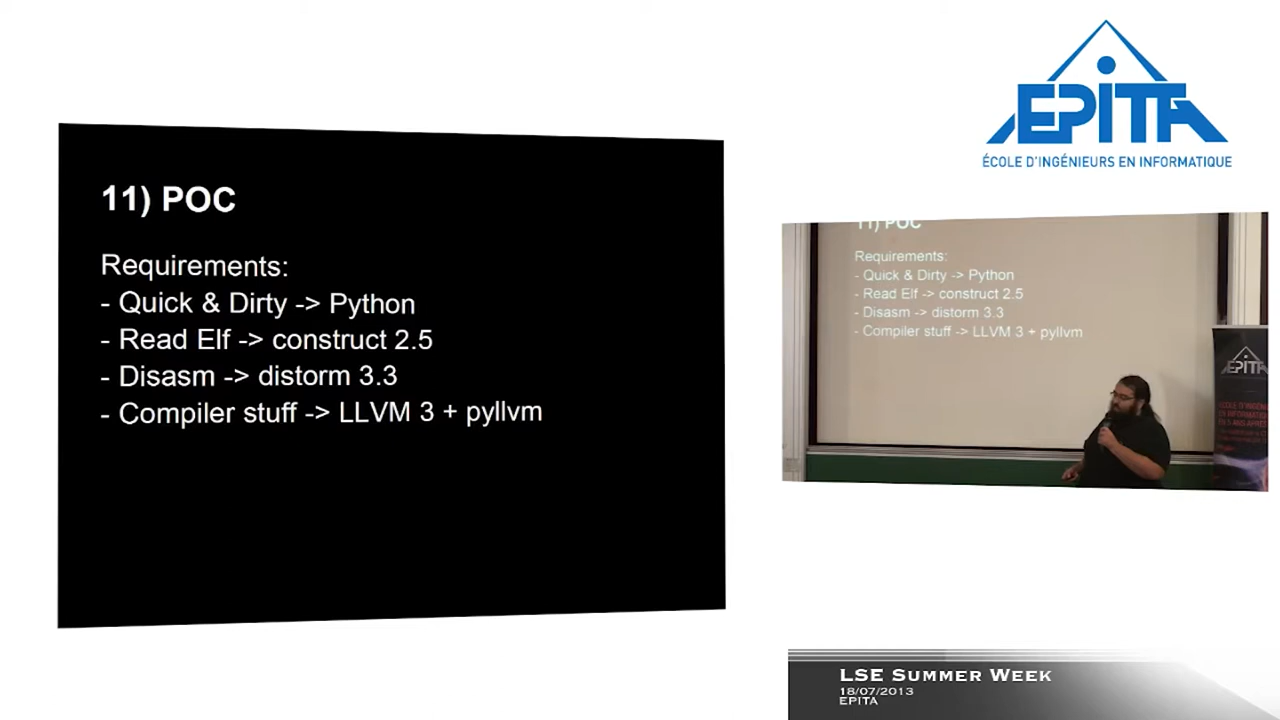 11) POC
Requirements:
- Quick & Dirty -> Python
- Read Elf -> construct 2.5
- Disasm -> distorm 3.3
- Compiler stuff -> LLVM 3 + pyllvm
EPITA
ÉCOLE D'INGÉNIEURS EN INFORMATIQUE
11) POC
Requirements:
- Quick & Dirty -> Python
- Read Elf -> construct 2.5
- Disasm -> distorm 3.3
- Compiler stuff -> LLVM 3 + pyllvm
EPITA
LSE Summer Week
18/07/2013
EPITA